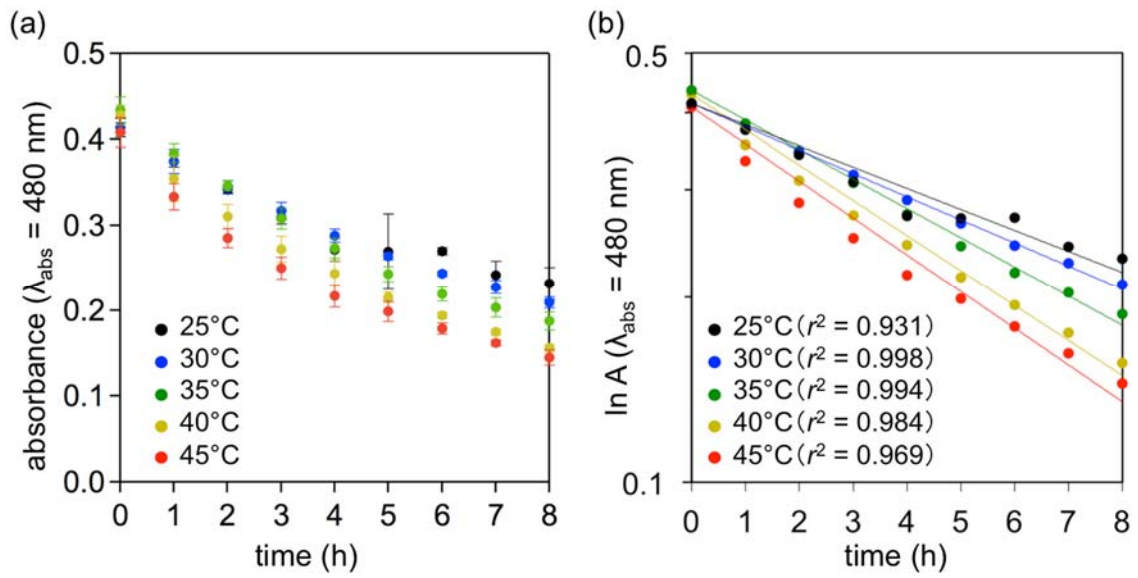 (a)
absorbance (λabs = 480 nm)
0.5
0.4
0.3
0.2
0.1
0.0
25°C
30°C
35°C
40°C
45°C
0 1 2 3 4 5 6 7 8
time (h)
(b)
ln A (λabs = 480 nm)
0.5
0.1
25°C (r² = 0.931)
30°C (r² = 0.998)
35°C (r² = 0.994)
40°C (r² = 0.984)
45°C (r² = 0.969)
0 1 2 3 4 5 6 7 8
time (h)